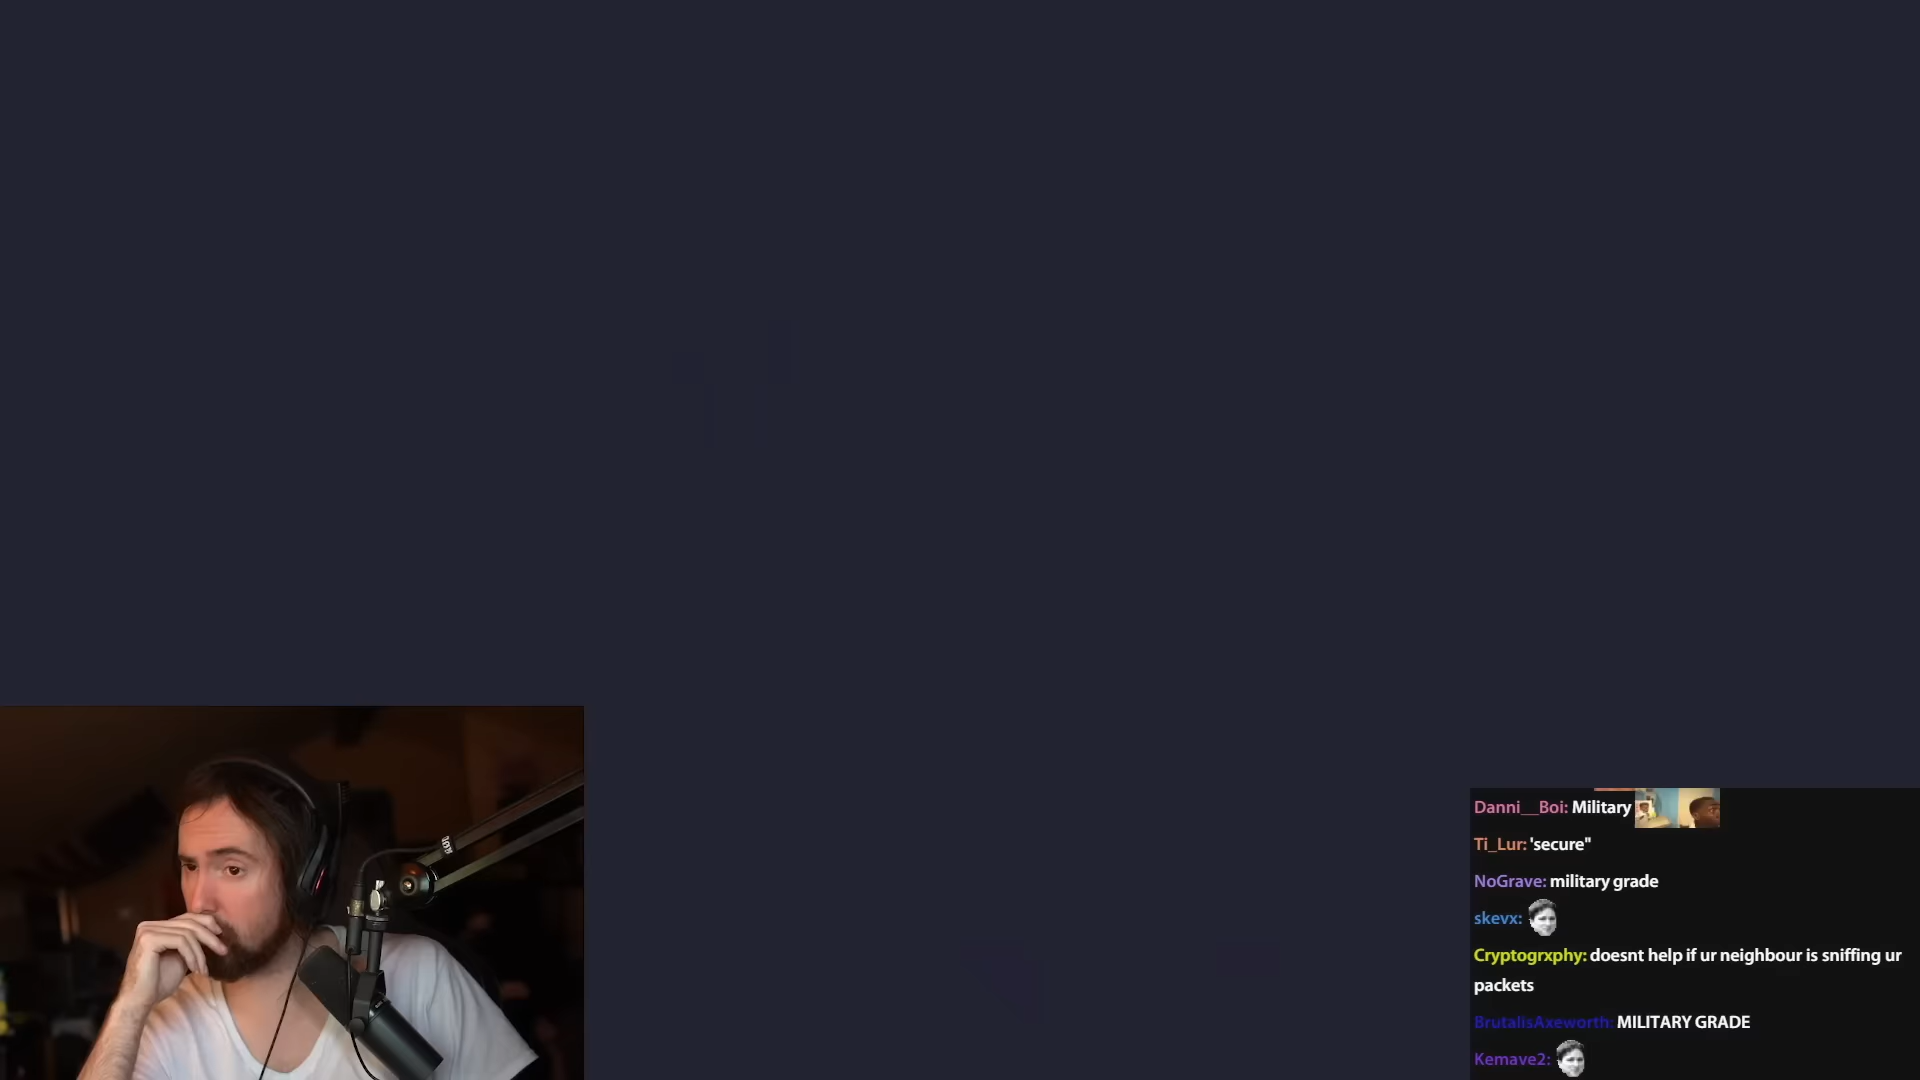 Danni__Boi: Military
Ti_Lur: 'secure"
NoGrave: military grade
skevx:
Cryptogrxphy: doesnt help if ur neighbour is sniffing ur
packets
BrutalisAxeworth: MILITARY GRADE
Kemave2: